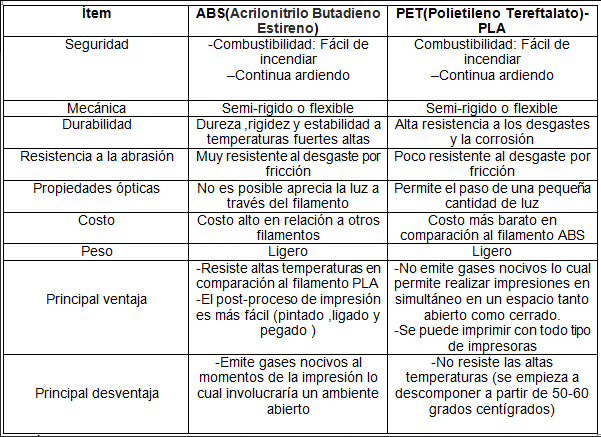 Ítem
ABS(Acrilonitrilo Butadieno
Estireno)
PET(Polietileno Tereftalato)-
PLA
Seguridad
-Combustibilidad: Fácil de
incendiar
–Continua ardiendo
Combustibilidad: Fácil de
incendiar
–Continua ardiendo
Mecánica
Semi-rigido o flexible
Semi-rigido o flexible
Durabilidad
Dureza ,rigidez y estabilidad a
temperaturas fuertes altas
Alta resistencia a los desgastes
y la corrosión
Resistencia a la abrasión
Muy resistente al desgaste por
fricción
Poco resistente al desgaste por
fricción
Propiedades ópticas
No es posible aprecia la luz a
través del filamento
Permite el paso de una pequeña
cantidad de luz
Costo
Costo alto en relación a otros
filamentos
Costo más barato en
comparación al filamento ABS
Peso
Ligero
Ligero
Principal ventaja
-Resiste altas temperaturas en
comparación al filamento PLA
-El post-proceso de impresión
es más fácil (pintado ,ligado y
pegado )
-No emite gases nocivos lo cual
permite realizar impresiones en
simultáneo en un espacio tanto
abierto como cerrado.
-Se puede imprimir con todo tipo
de impresoras
Principal desventaja
-Emite gases nocivos al
momentos de la impresión lo
cual involucraría un ambiente
abierto
-No resiste las altas
temperaturas (se empieza a
descomponer a partir de 50-60
grados centígrados)